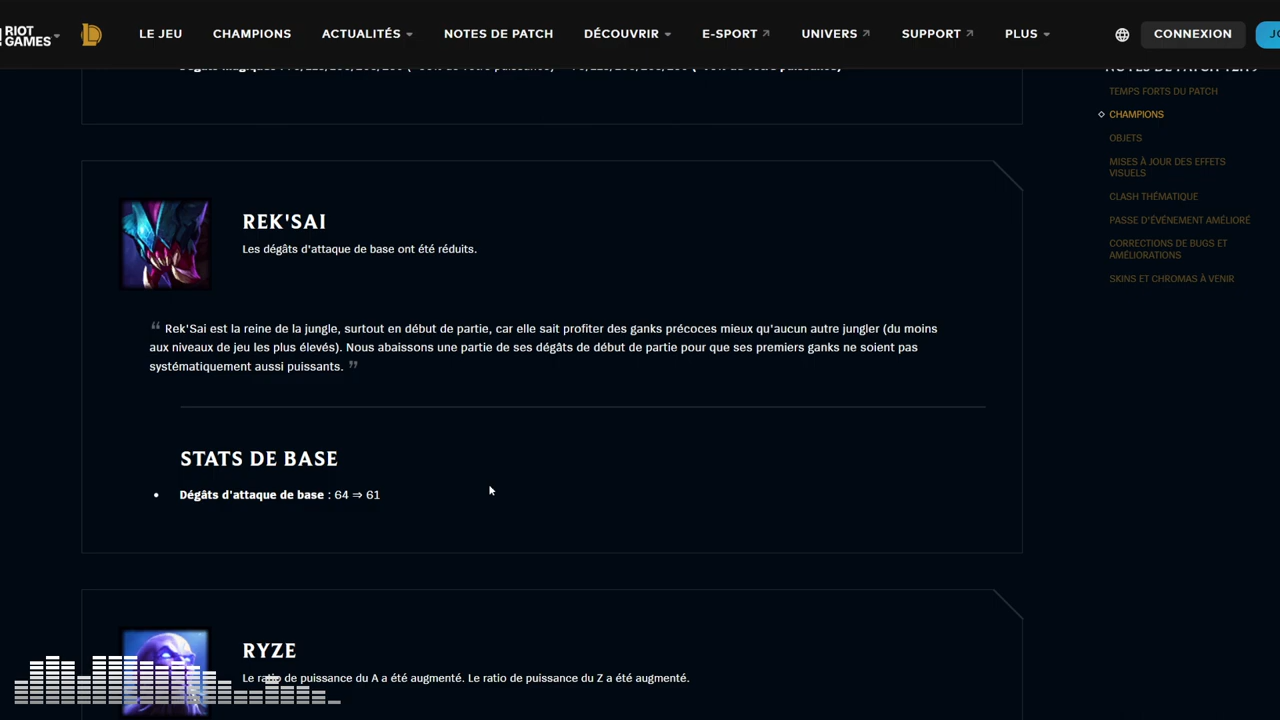 RIOT GAMES
LE JEU CHAMPIONS ACTUALITÉS NOTES DE PATCH DÉCOUVRIR E-SPORT UNIVERS SUPPORT PLUS CONNEXION
TEMPS FORTS DU PATCH
CHAMPIONS
OBJETS
MISES À JOUR DES EFFETS
VISUELS
CLASH THÉMATIQUE
PASSE D'ÉVÉNEMENT AMÉLIORÉ
CORRECTIONS DE BUGS ET
AMÉLIORATIONS
SKINS ET CHROMAS À VENIR
REK'SAI
Les dégâts d'attaque de base ont été réduits.
“ Rek'Sai est la reine de la jungle, surtout en début de partie, car elle sait profiter des ganks précoces mieux qu'aucun autre jungler (du moins
aux niveaux de jeu les plus élevés). Nous abaissons une partie de ses dégâts de début de partie pour que ses premiers ganks ne soient pas
systématiquement aussi puissants. ”
STATS DE BASE
• Dégâts d'attaque de base : 64 ⇒ 61
RYZE
Le ratio de puissance du A a été augmenté. Le ratio de puissance du Z a été augmenté.